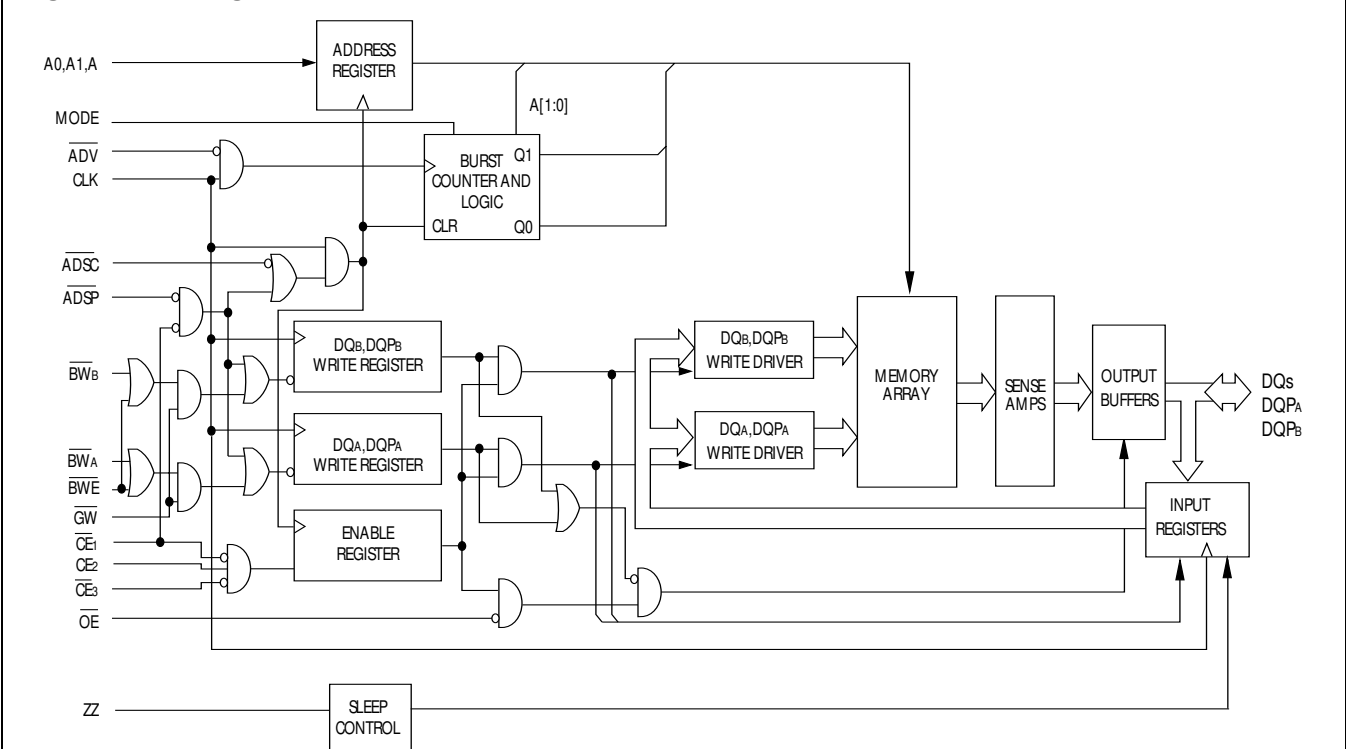 ADDRESS
REGISTER
A0,A1,A
A[1:0]
MODE
ADV
CLK
BURST
COUNTER AND
LOGIC
Q1
CLR
Q0
ADSC
ADSP
BWB
DQB,DQPB
WRITE REGISTER
DQB,DQPB
WRITE DRIVER
MEMORY
ARRAY
SENSE
AMPS
OUTPUT
BUFFERS
DQs
DQPA
DQPB
BWA
BWE
DQA,DQPA
WRITE REGISTER
DQA,DQPA
WRITE DRIVER
GW
CE1
CE2
CE3
ENABLE
REGISTER
INPUT
REGISTERS
OE
ZZ
SLEEP
CONTROL